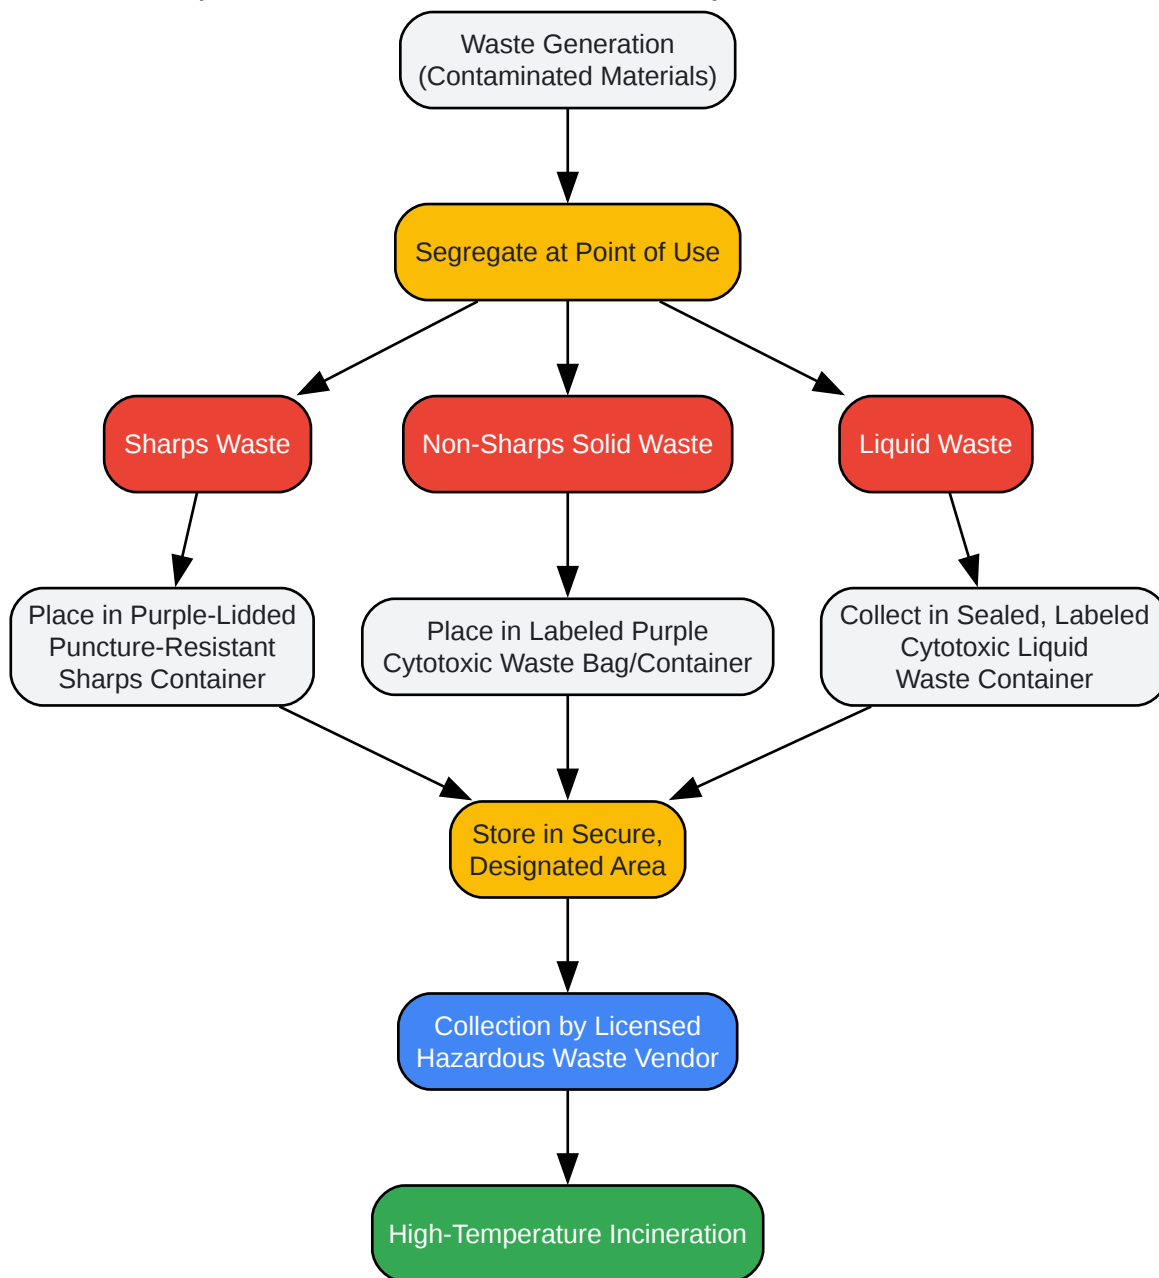 Waste Generation
(Contaminated Materials)
Segregate at Point of Use
Sharps Waste
Non-Sharps Solid Waste
Liquid Waste
Place in Purple-Lidded
Puncture-Resistant
Sharps Container
Place in Labeled Purple
Cytotoxic Waste Bag/Container
Collect in Sealed, Labeled
Cytotoxic Liquid
Waste Container
Store in Secure,
Designated Area
Collection by Licensed
Hazardous Waste Vendor
High-Temperature Incineration